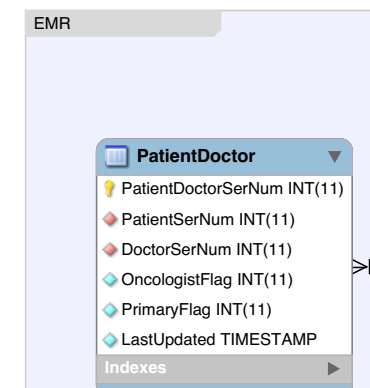 EMR
PatientDoctor
PatientDoctorSerNum INT(11)
PatientSerNum INT(11)
DoctorSerNum INT(11)
OncologistFlag INT(11)
PrimaryFlag INT(11)
LastUpdated TIMESTAMP
Indexes